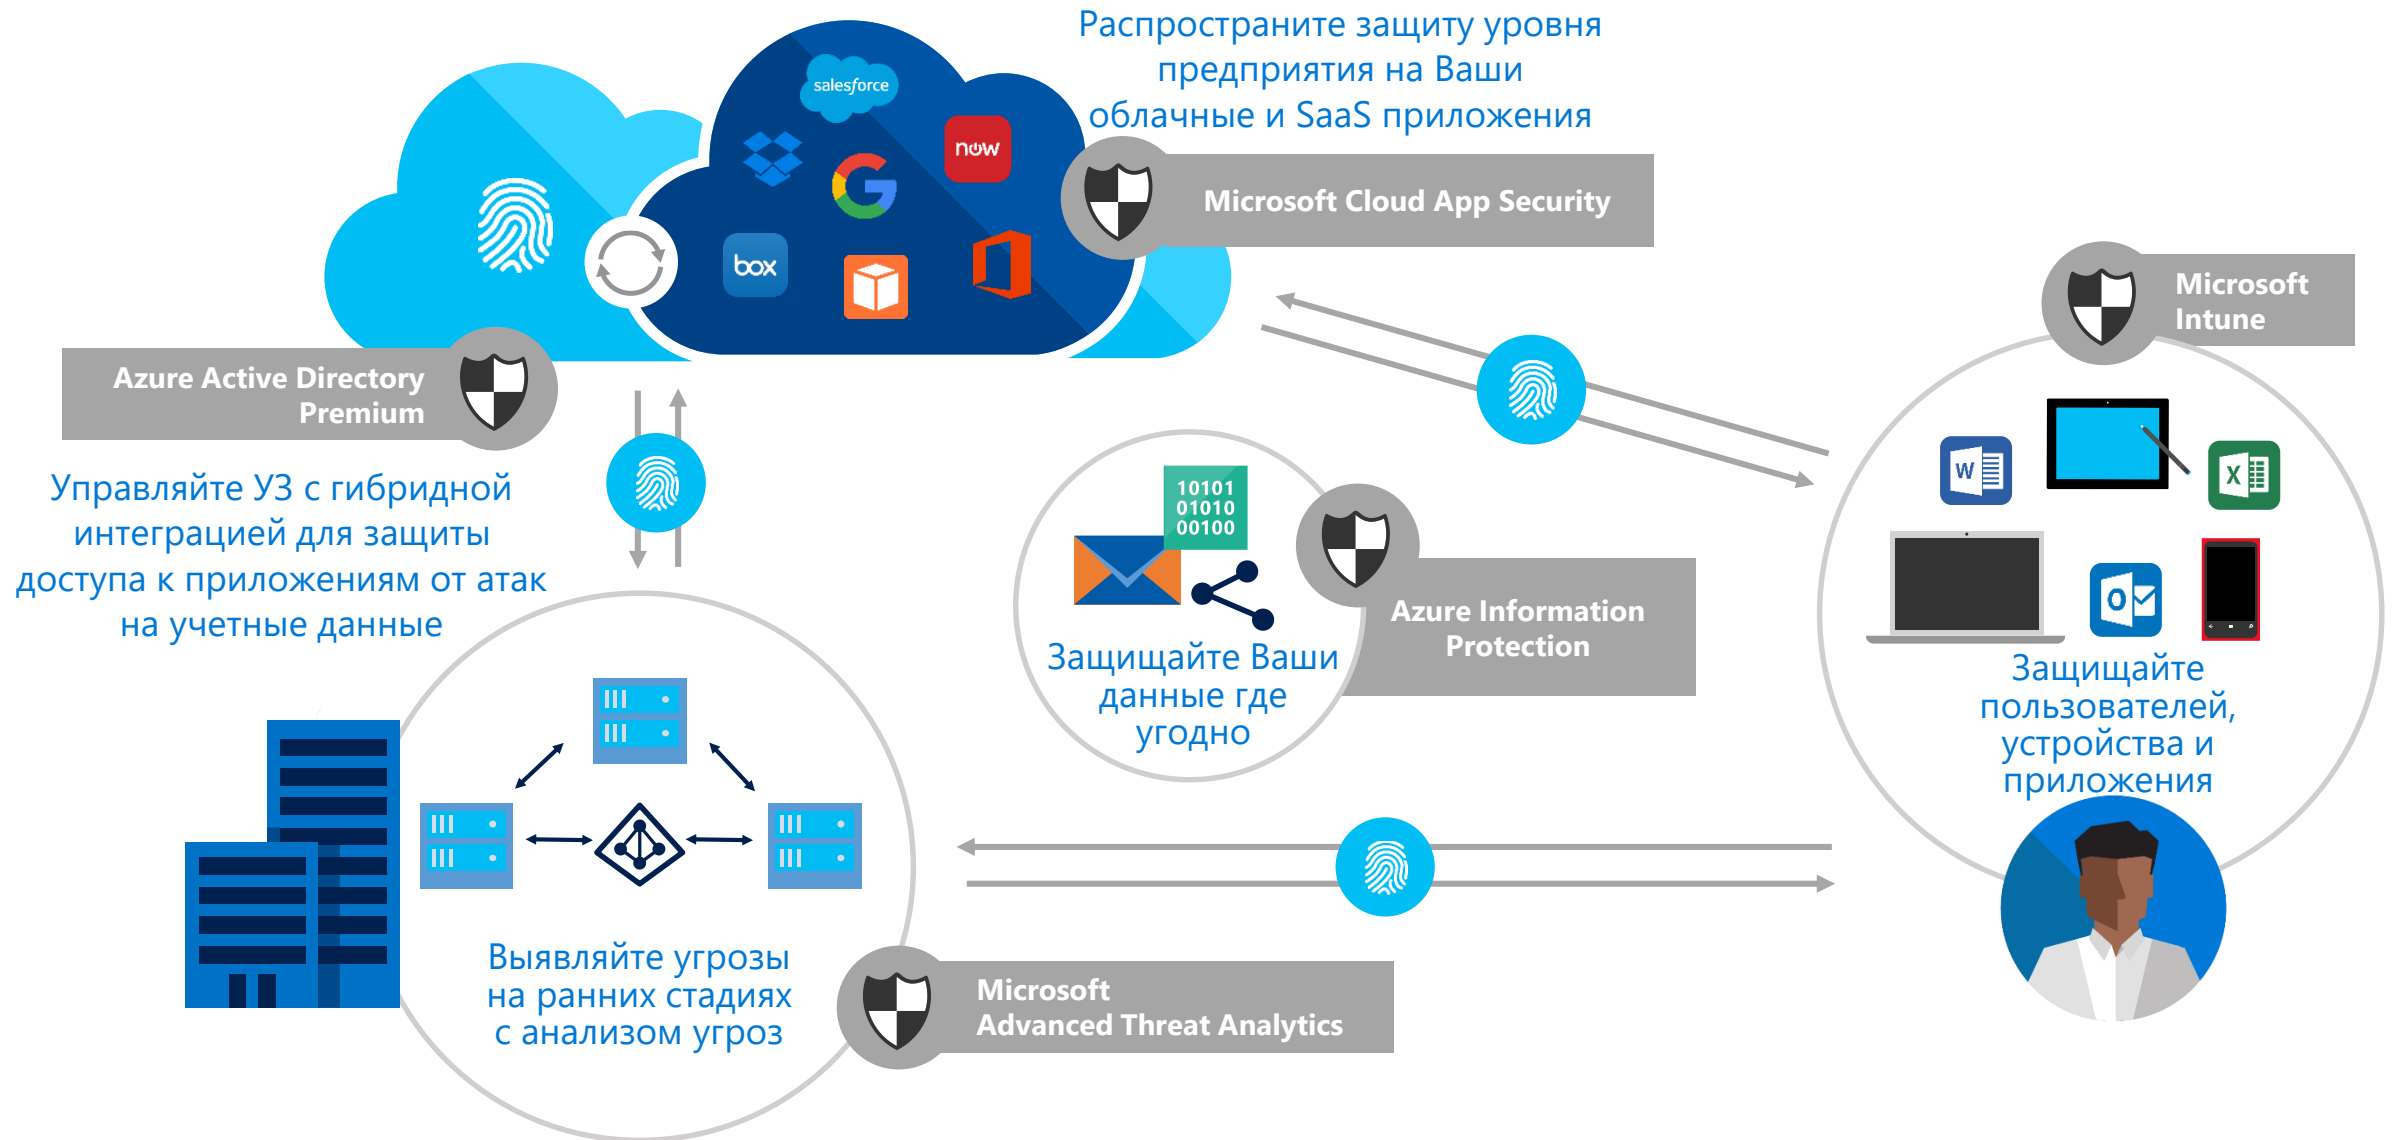 Распространите защиту уровня
предприятия на Ваши
облачные и SaaS приложения
salesforce
now
box
Microsoft Cloud App Security
Microsoft
Intune
Azure Active Directory
Premium
Управляйте УЗ с гибридной
интеграцией для защиты
доступа к приложениям от атак
на учетные данные
10101
01010
00100
W
X
O
Azure Information
Protection
Защищайте Ваши
данные где
угодно
Защищайте
пользователей,
устройства и
приложения
Выявляйте угрозы
на ранних стадиях
с анализом угроз
Microsoft
Advanced Threat Analytics